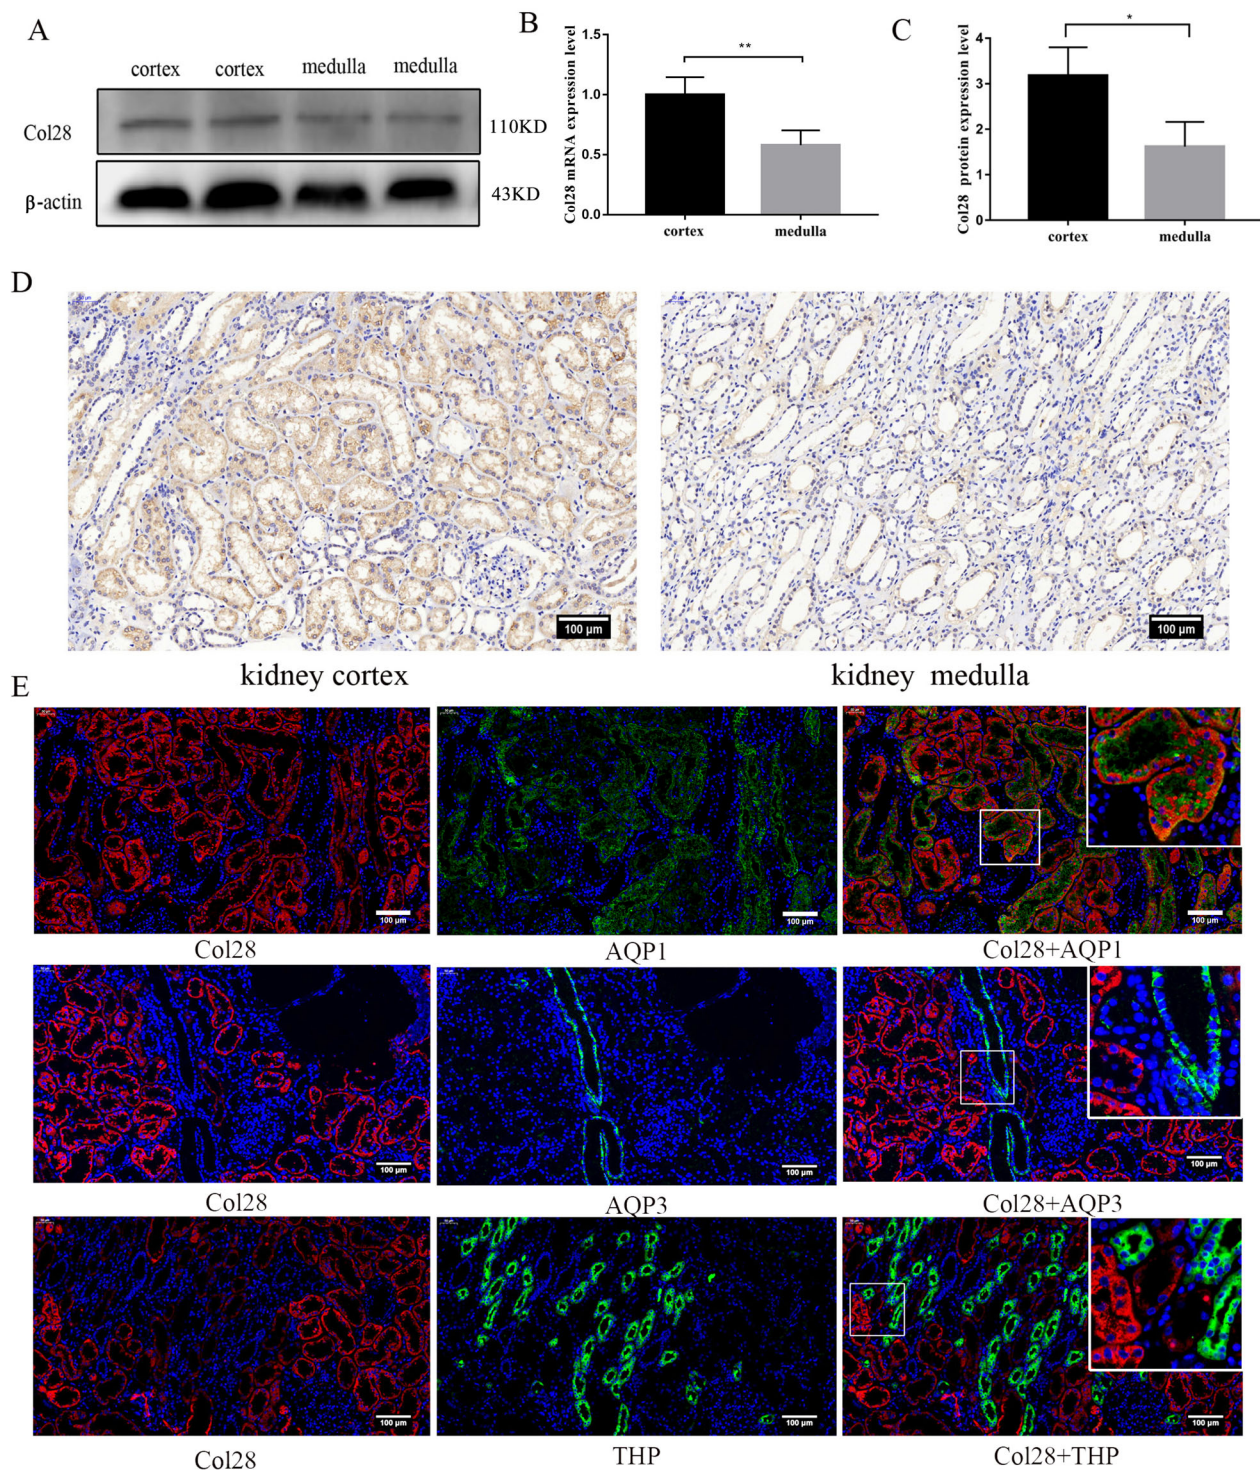 A
cortex
cortex
medulla
medulla
Col28
110KD
β-actin
43KD
B
Col28 mRNA expression level
1.5
1.0
0.5
0.0
**
cortex
medulla
C
Col28 protein expression level
4
3
2
1
0
*
cortex
medulla
D
100 μm
100 μm
kidney cortex
kidney medulla
E
100 μm
100 μm
100 μm
Col28
AQP1
Col28+AQP1
100 μm
100 μm
100 μm
Col28
AQP3
Col28+AQP3
100 μm
100 μm
100 μm
Col28
THP
Col28+THP